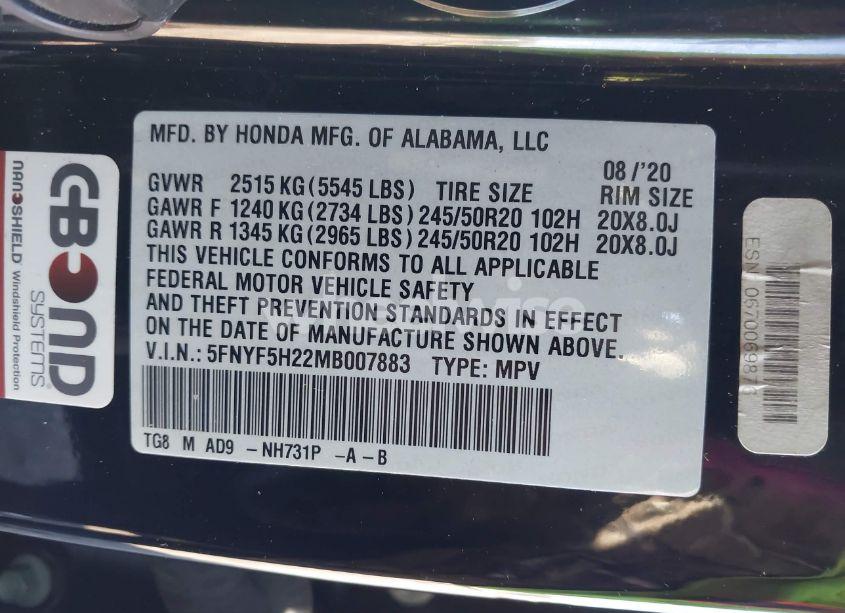 MFD. BY HONDA MFG. OF ALABAMA, LLC
08 /'20
GVWR 2515 KG (5545 LBS) TIRE SIZE RIM SIZE
GAWR F 1240 KG (2734 LBS) 245/50R20 102H 20X8.0J
GAWR R 1345 KG (2965 LBS) 245/50R20 102H 20X8.0J
THIS VEHICLE CONFORMS TO ALL APPLICABLE
FEDERAL MOTOR VEHICLE SAFETY
AND THEFT PREVENTION STANDARDS IN EFFECT
ON THE DATE OF MANUFACTURE SHOWN ABOVE.
V.I.N.: 5FNYF5H22MB007883 TYPE: MPV
TG8 M AD9 - NH731P - A - B
NANOSHIELD Windshield Protection
BOND
SYSTEMS
ESN